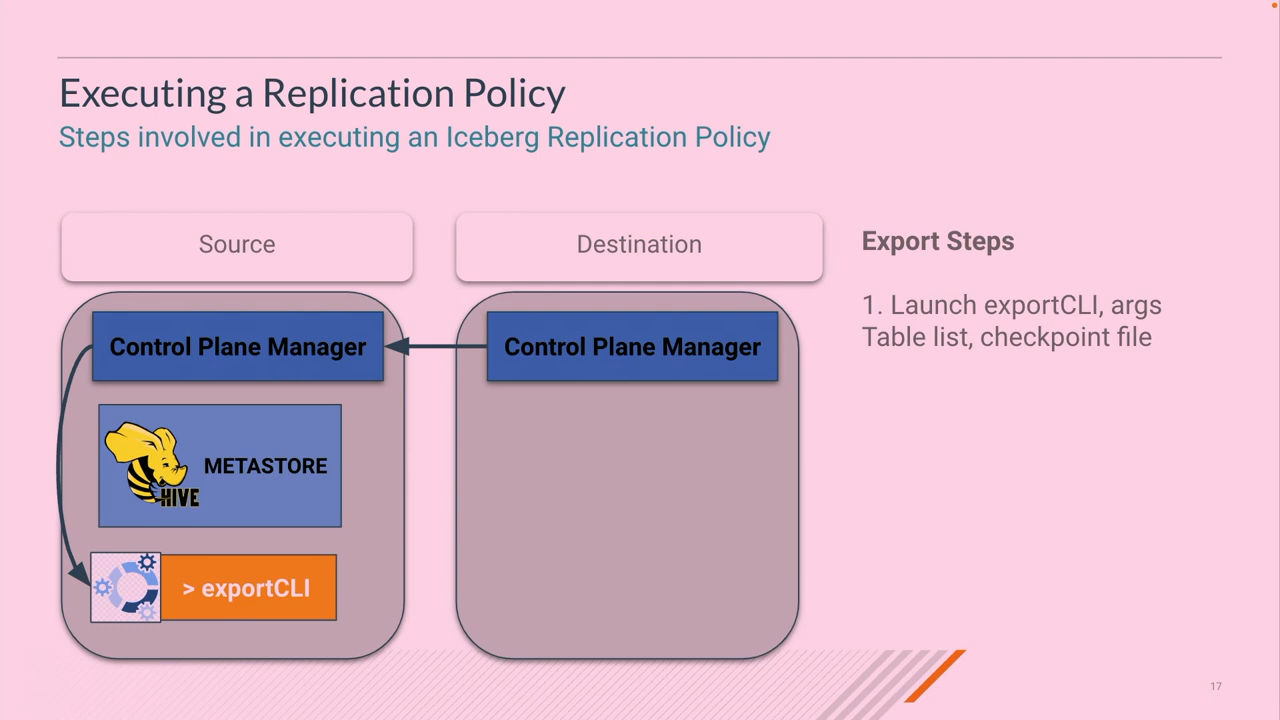 Executing a Replication Policy
Steps involved in executing an Iceberg Replication Policy
Source
Destination
Export Steps
1. Launch exportCLI, args
Table list, checkpoint file
Control Plane Manager
Control Plane Manager
METASTORE
HIVE
> exportCLI
17